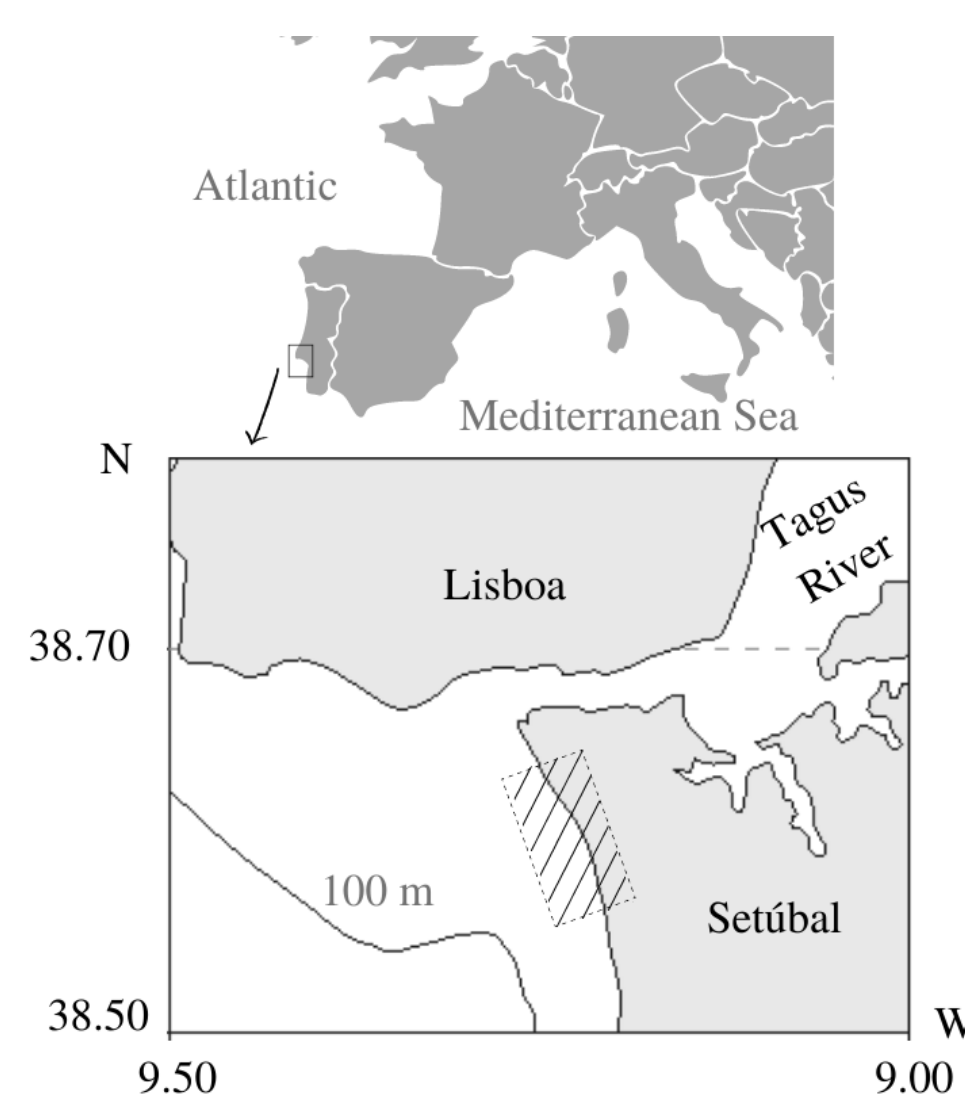 Atlantic
Mediterranean Sea
N
Tagus
River
Lisboa
38.70
100 m
Setúbal
38.50
W
9.50
9.00